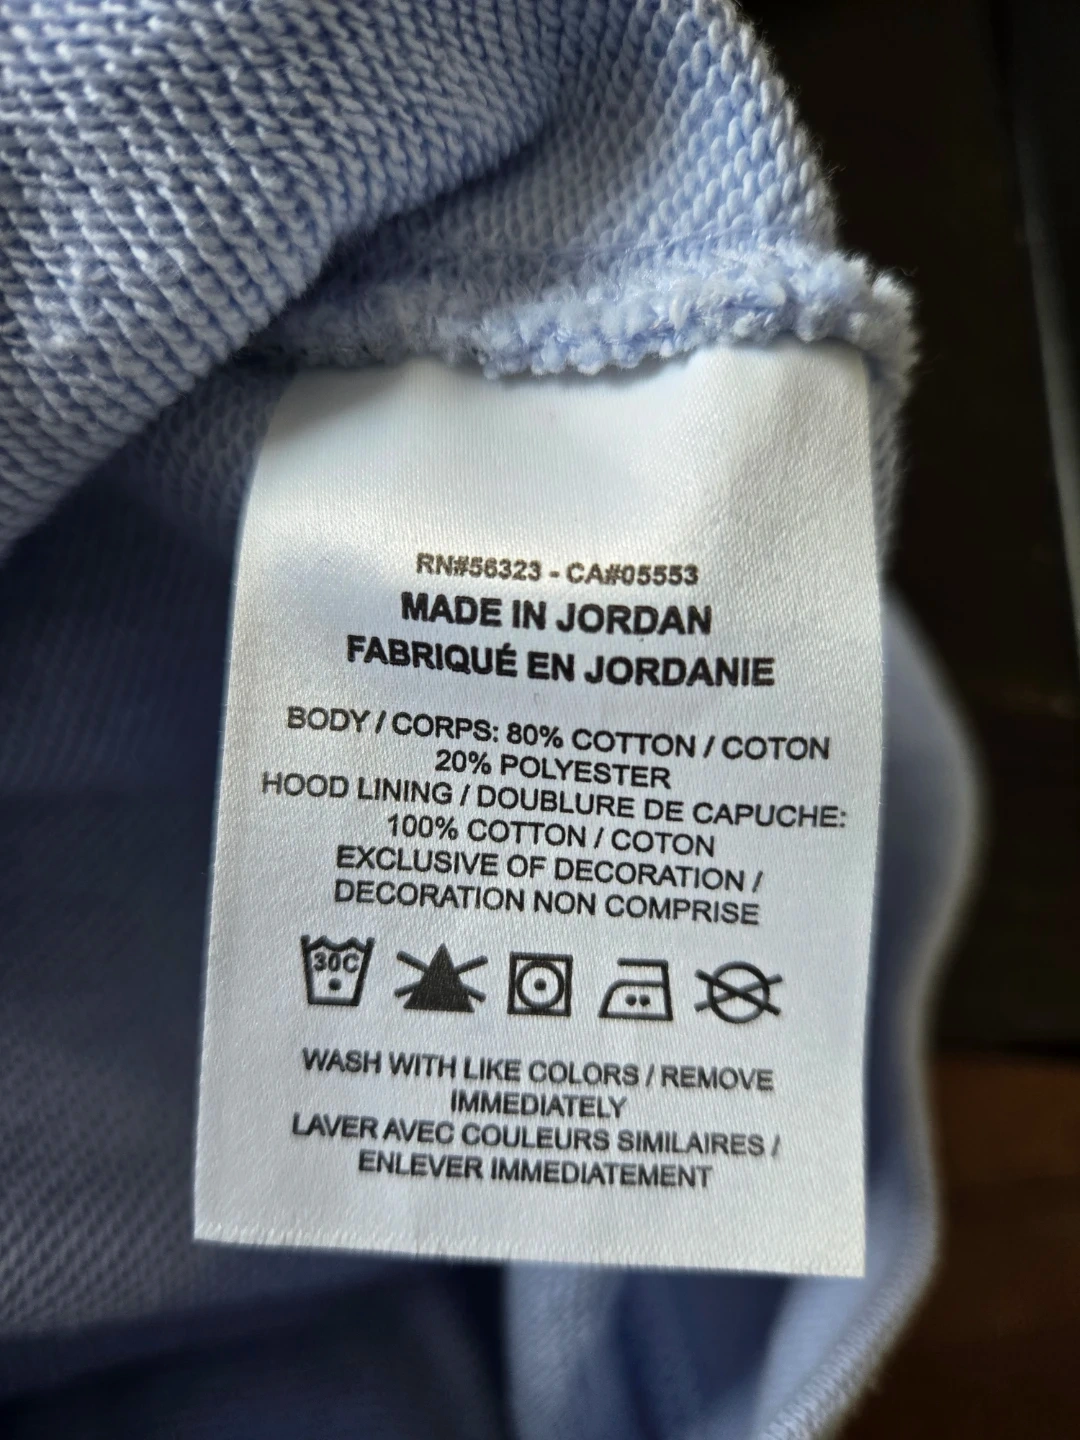 RN#56323 - CA#05553
MADE IN JORDAN
FABRIQUÉ EN JORDANIE
BODY / CORPS: 80% COTTON / COTON
20% POLYESTER
HOOD LINING / DOUBLURE DE CAPUCHE:
100% COTTON / COTON
EXCLUSIVE OF DECORATION /
DECORATION NON COMPRISE
30C
WASH WITH LIKE COLORS / REMOVE
IMMEDIATELY
LAVER AVEC COULEURS SIMILAIRES /
ENLEVER IMMEDIATEMENT